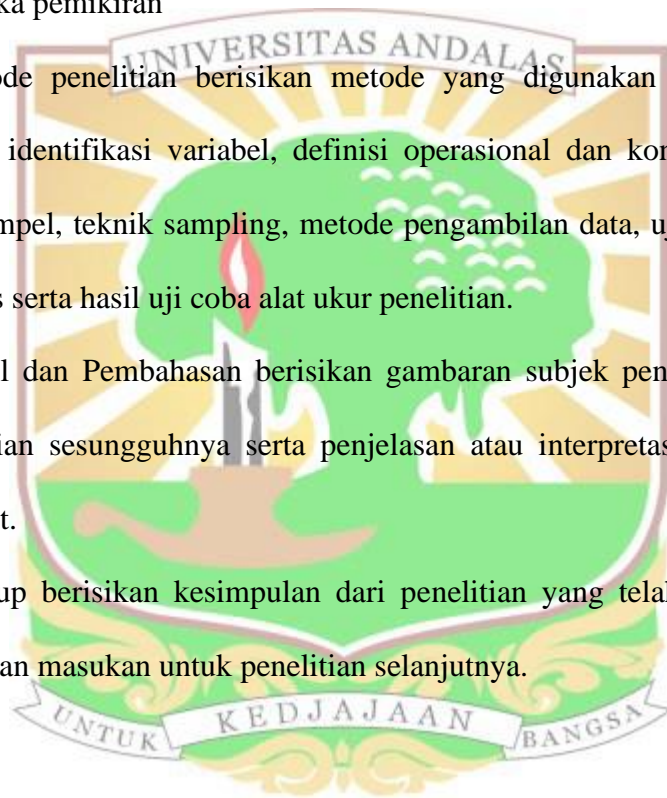 ka pemikiran
UNIVERSITAS ANDALAS
de penelitian berisikan metode yang digunakan
identifikasi variabel, definisi operasional dan kon
mpel, teknik sampling, metode pengambilan data, u
s serta hasil uji coba alat ukur penelitian.
l dan Pembahasan berisikan gambaran subjek pen
ian sesungguhnya serta penjelasan atau interpretas
t.
up berisikan kesimpulan dari penelitian yang tela
an masukan untuk penelitian selanjutnya.
UNTUK KEDJAJAAN BANGSA